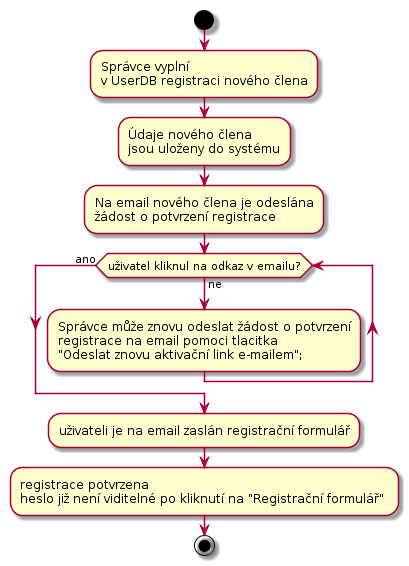 Správce vyplní
v UserDB registraci nového člena
Údaje nového člena
jsou uloženy do systému
Na email nového člena je odeslána
žádost o potvrzení registrace
ano
uživatel kliknul na odkaz v emailu?
ne
Správce může znovu odeslat žádost o potvrzení
registrace na email pomoci tlacitka
"Odeslat znovu aktivační link e-mailem";
uživateli je na email zaslán registrační formulář
registrace potvrzena
heslo již není viditelné po kliknutí na "Registrační formulář"